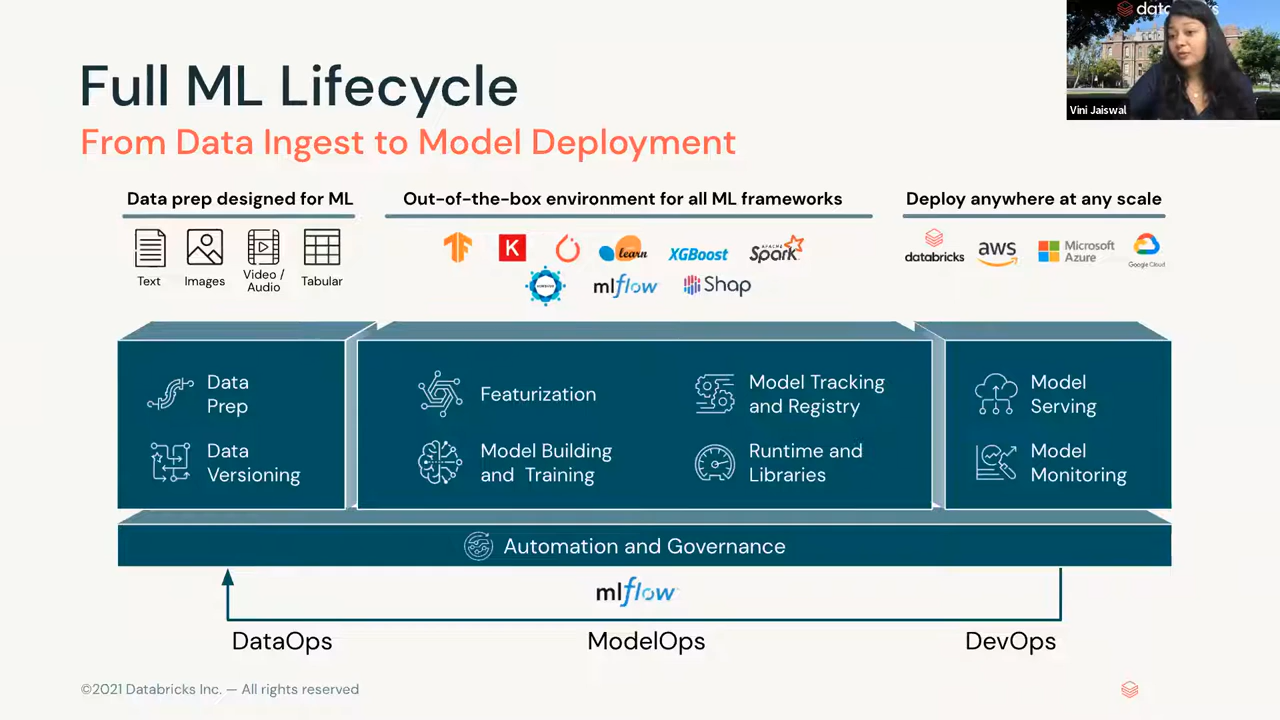 databricks
Vini Jaiswal
Full ML Lifecycle
From Data Ingest to Model Deployment
Data prep designed for ML
Text
Images
Video /
Audio
Tabular
Out-of-the-box environment for all ML frameworks
K
learn
XGBoost
APACHE
Spark
mlflow
Shap
Deploy anywhere at any scale
databricks
aws
Microsoft
Azure
Google Cloud
Data
Prep
Data
Versioning
Featurization
Model Building
and Training
Model Tracking
and Registry
Runtime and
Libraries
Model
Serving
Model
Monitoring
Automation and Governance
mlflow
DataOps
ModelOps
DevOps
©2021 Databricks Inc. — All rights reserved